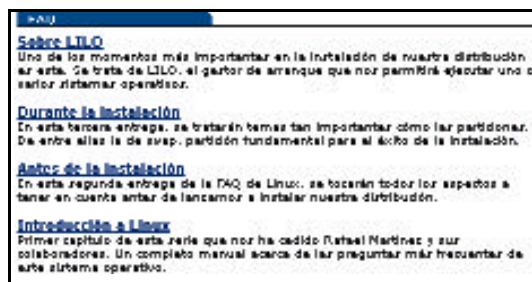 FAQ
Sobre LILO
Uno de los momentos más importantes en la instalación de nuestra distribución
es este. Se trata de LILO, el gestor de arranque que nos permitirá ejecutar uno o
varios sistemas operativos.
Durante la instalación
En esta tercera entrega, se tratarán temas tan importantes cómo las particiones.
De entre ellas la de swap, partición fundamental para el éxito de la instalación.
Antes de la instalación
En esta segunda entrega de la FAQ de Linux, se tocarán todos los aspectos a
tener en cuenta antes de lanzarnos a instalar nuestra distribución.
Introducción a Linux
Primer capítulo de esta serie que nos ha cedido Rafael Martínez y sus
colaboradores. Un completo manual acerca de las preguntas más frecuentes de
este sistema operativo.